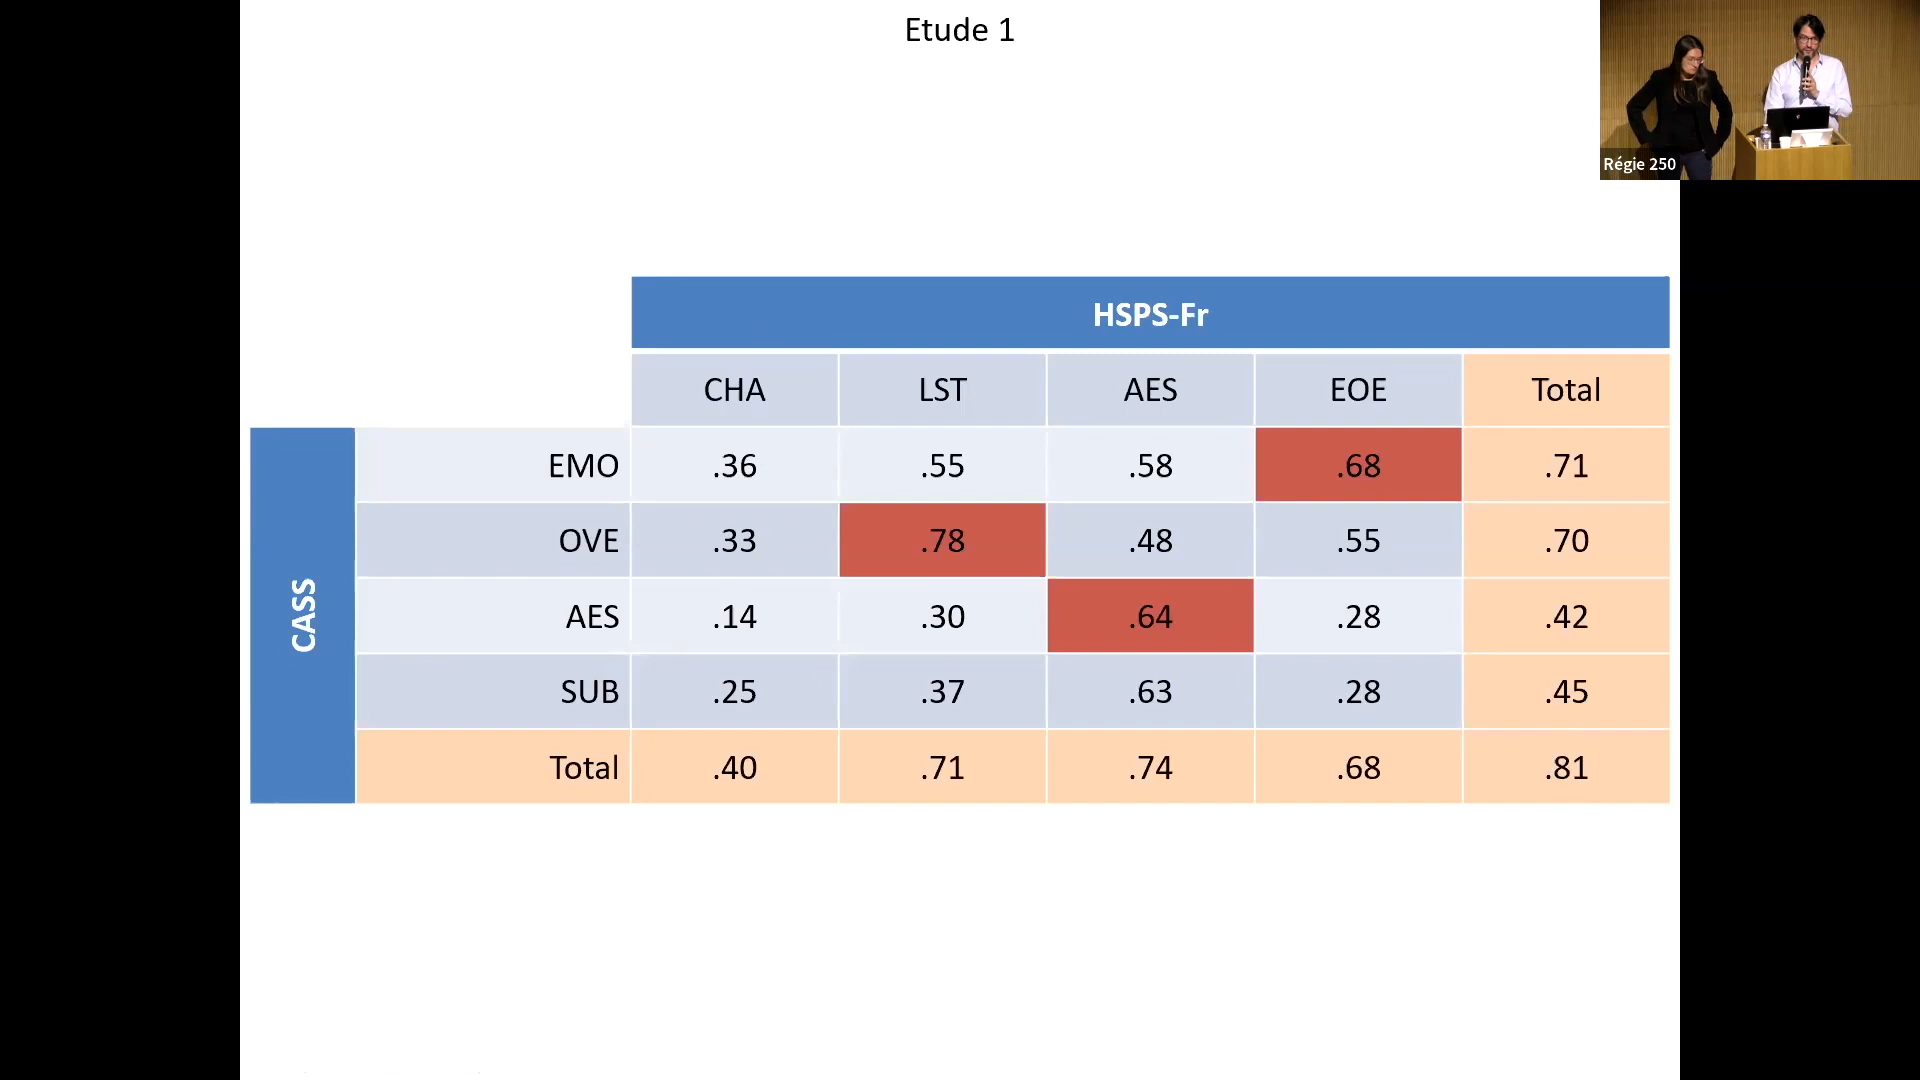 Etude 1
Régie 250
HSPS-Fr
CHA LST AES EOE Total
CASS
EMO .36 .55 .58 .68 .71
OVE .33 .78 .48 .55 .70
AES .14 .30 .64 .28 .42
SUB .25 .37 .63 .28 .45
Total .40 .71 .74 .68 .81